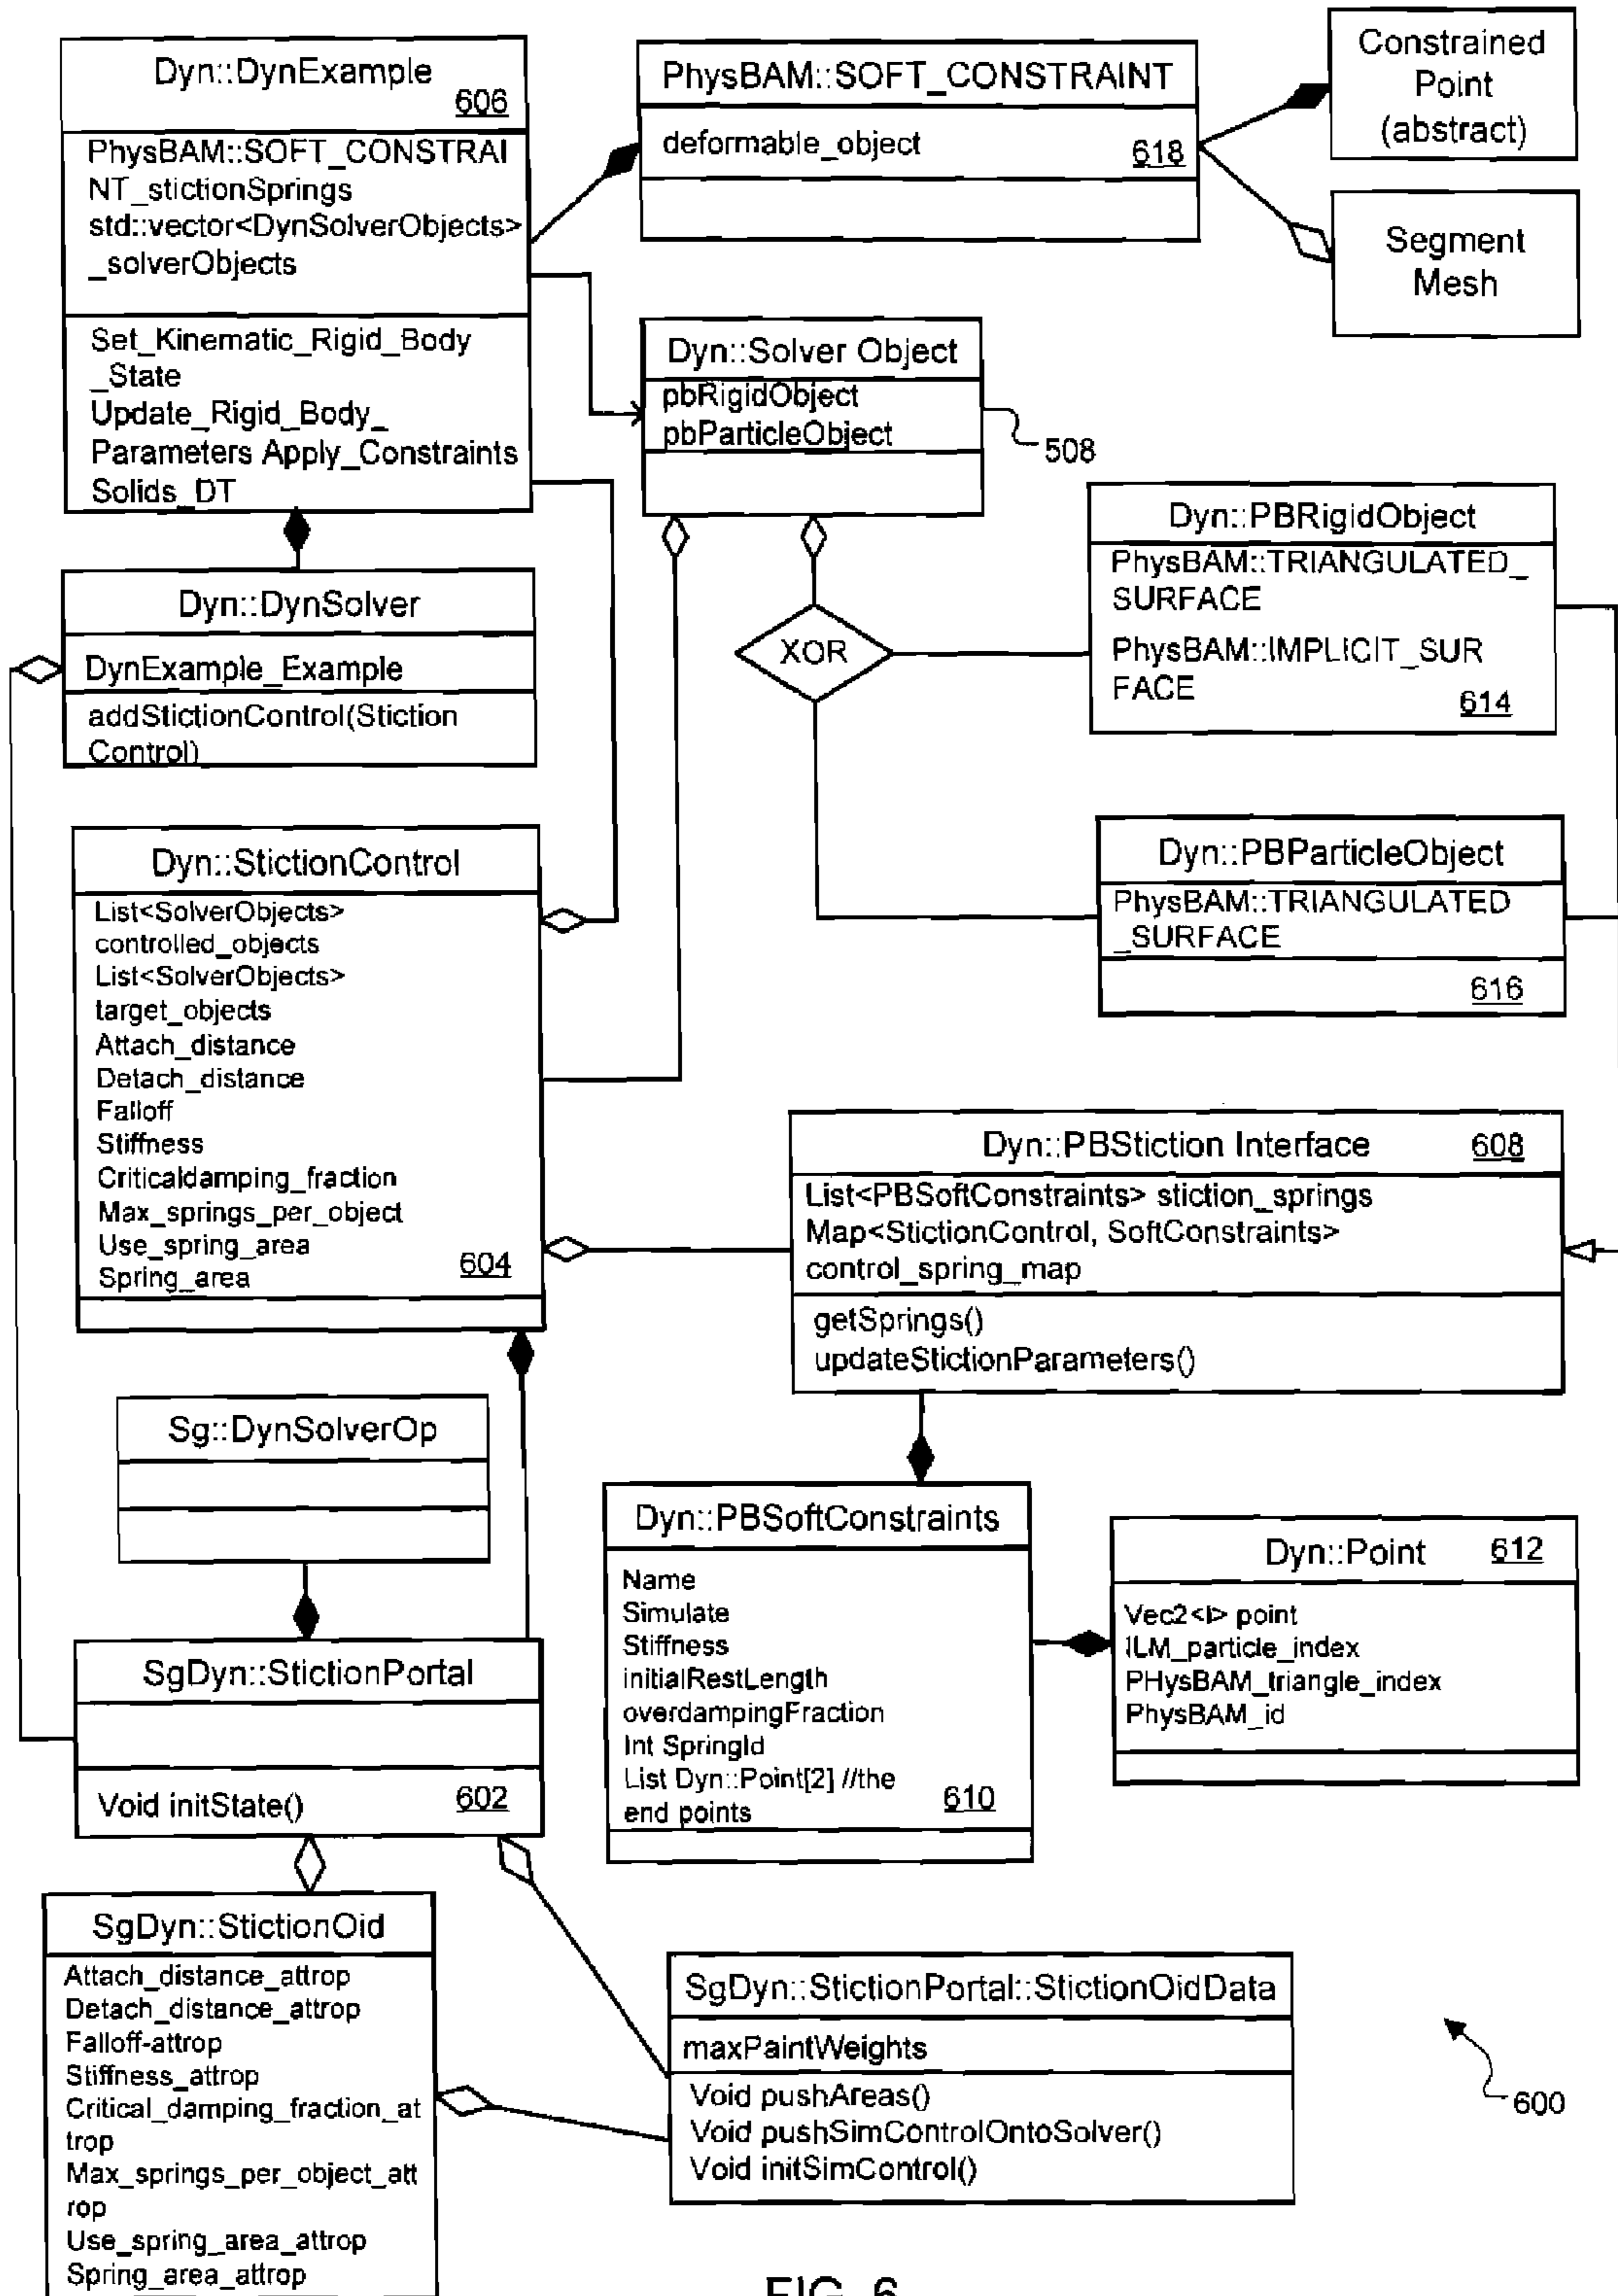 Dyn::DynExample
606
PhysBAM::SOFT_CONSTRAI
NT_stictionSprings
std::vector<DynSolverObjects>
_solverObjects
Set_Kinematic_Rigid_Body
_State
Update_Rigid_Body_
Parameters Apply_Constraints
Solids_DT
PhysBAM::SOFT_CONSTRAINT
deformable_object
618
Constrained
Point
(abstract)
Segment
Mesh
Dyn::Solver Object
pbRigidObject
pbParticleObject
508
Dyn::DynSolver
DynExample_Example
addStictionControl(Stiction
Control)
XOR
Dyn::PBRigidObject
PhysBAM::TRIANGULATED_
SURFACE
PhysBAM::IMPLICIT_SUR
FACE
614
Dyn::PBParticleObject
PhysBAM::TRIANGULATED
_SURFACE
616
Dyn::StictionControl
List<SolverObjects>
controlled_objects
List<SolverObjects>
target_objects
Attach_distance
Detach_distance
Falloff
Stiffness
Criticaldamping_fraction
Max_springs_per_object
Use_spring_area
Spring_area
604
Dyn::PBStiction Interface
608
List<PBSoftConstraints> stiction_springs
Map<StictionControl, SoftConstraints>
control_spring_map
getSprings()
updateStictionParameters()
Sg::DynSolverOp
Dyn::PBSoftConstraints
Name
Simulate
Stiffness
initialRestLength
overdampingFraction
Int SpringId
List Dyn::Point[2] //the
end points
610
Dyn::Point
612
Vec2<I> point
ILM_particle_index
PHysBAM_triangle_index
PhysBAM_id
SgDyn::StictionPortal
Void initState()
602
SgDyn::StictionOid
Attach_distance_attrop
Detach_distance_attrop
Falloff-attrop
Stiffness_attrop
Critical_damping_fraction_at
trop
Max_springs_per_object_att
rop
Use_spring_area_attrop
Spring_area_attrop
SgDyn::StictionPortal::StictionOidData
maxPaintWeights
Void pushAreas()
Void pushSimControlOntoSolver()
Void initSimControl()
600
FIG. 6